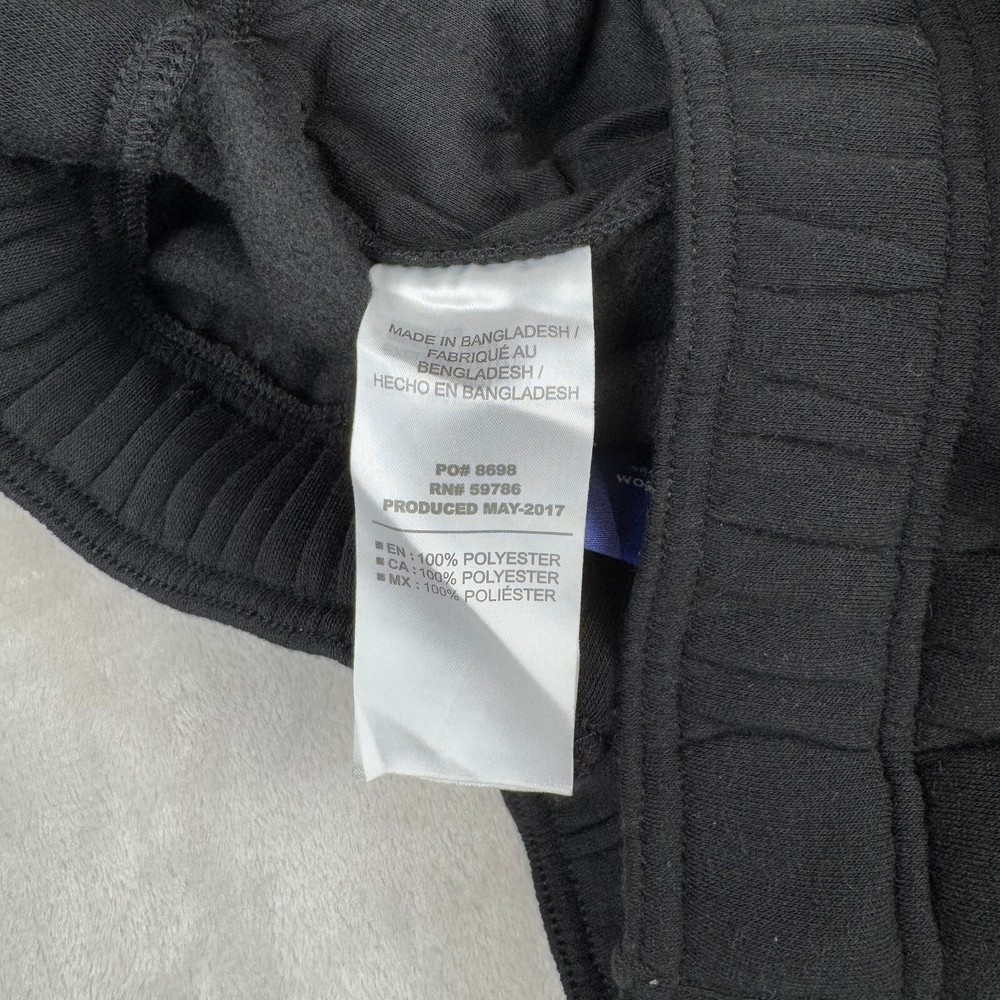 MADE IN BANGLADESH /
FABRIQUÉ AU
BENGLADESH /
HECHO EN BANGLADESH
PO# 8698
RN# 59786
PRODUCED MAY-2017
EN : 100% POLYESTER
CA : 100% POLYESTER
MX : 100% POLIÉSTER